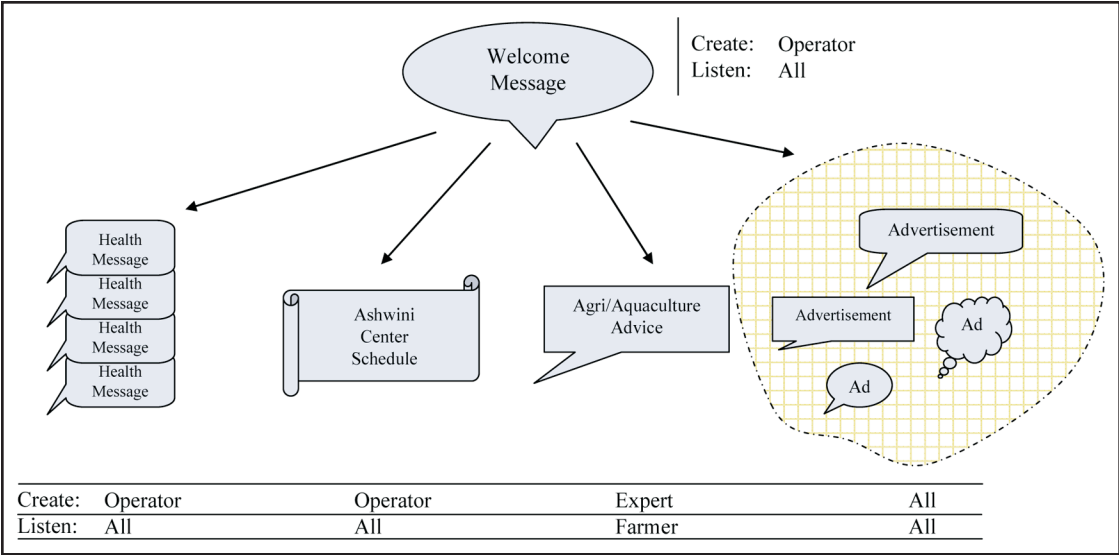 Welcome
Message
Create: Operator
Listen: All
Health
Message
Health
Message
Health
Message
Health
Message
Ashwini
Center
Schedule
Agri/Aquaculture
Advice
Advertisement
Advertisement
Ad
Ad
Create: Operator Operator Expert All
Listen: All All Farmer All